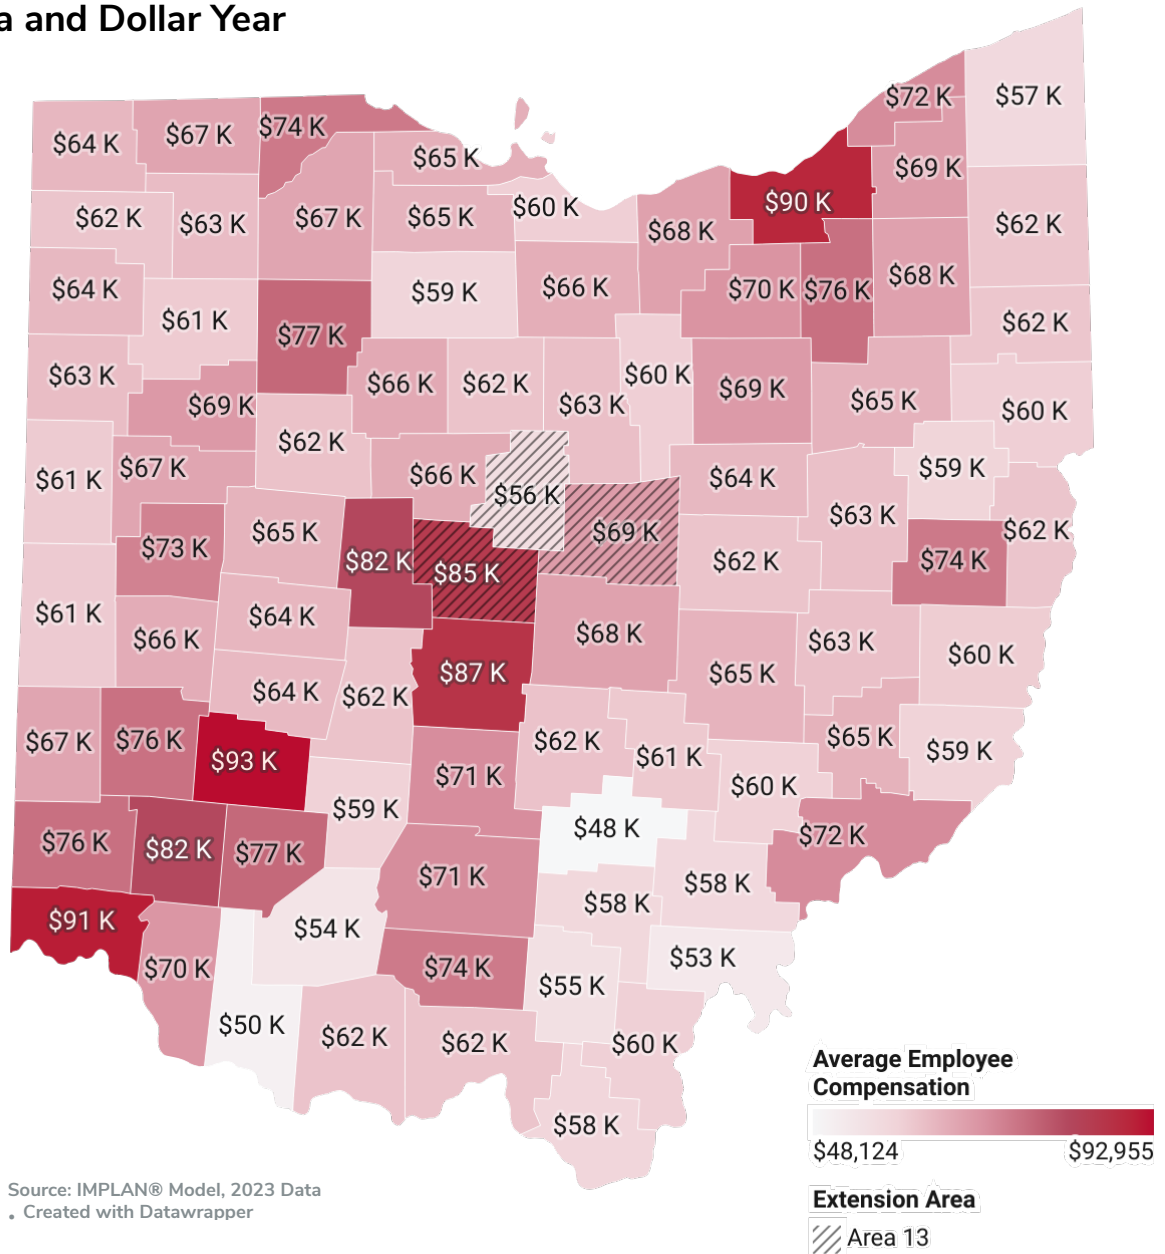 a and Dollar Year
$72 K
$57 K
$64 K
$67 K
$74 K
$65 K
$69 K
$62 K
$63 K
$67 K
$65 K
$60 K
$68 K
$90 K
$62 K
$64 K
$61 K
$59 K
$66 K
$70 K
$76 K
$68 K
$62 K
$77 K
$63 K
$69 K
$66 K
$62 K
$63 K
$60 K
$69 K
$65 K
$60 K
$62 K
$61 K
$67 K
$66 K
$56 K
$64 K
$59 K
$73 K
$65 K
$82 K
$85 K
$69 K
$62 K
$63 K
$74 K
$62 K
$61 K
$66 K
$64 K
$87 K
$68 K
$65 K
$63 K
$60 K
$64 K
$62 K
$67 K
$76 K
$93 K
$71 K
$62 K
$61 K
$60 K
$65 K
$59 K
$76 K
$82 K
$77 K
$59 K
$48 K
$72 K
$71 K
$58 K
$58 K
$91 K
$70 K
$54 K
$74 K
$55 K
$53 K
$50 K
$62 K
$62 K
$60 K
$58 K
Average Employee
Compensation
$48,124
$92,955
Extension Area
Area 13
Source: IMPLAN® Model, 2023 Data
• Created with Datawrapper